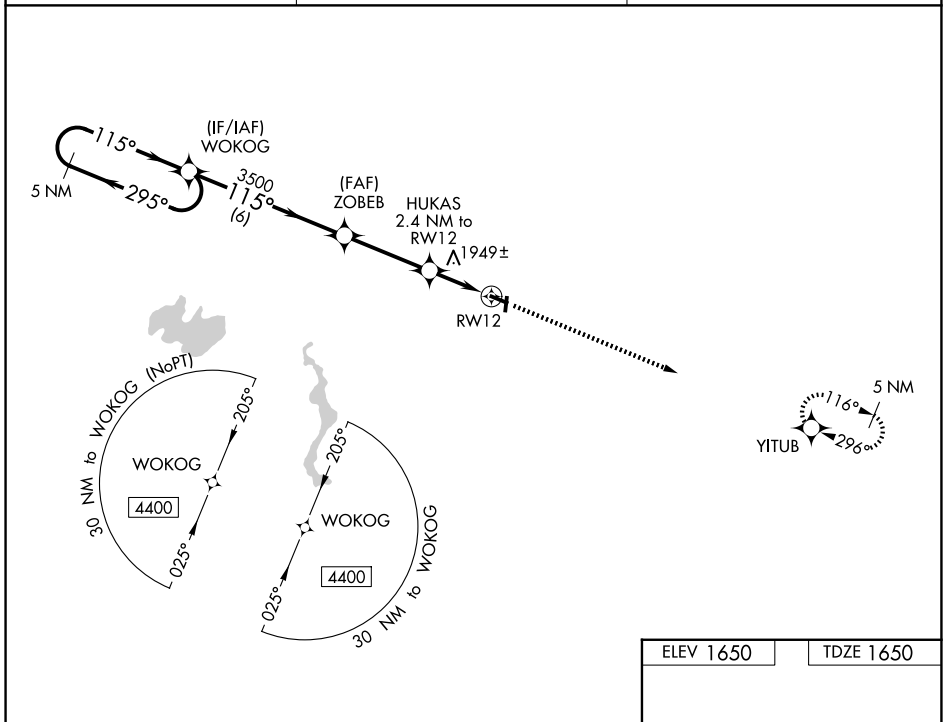 (IF/IAF)
WOKOG
115°
295°
5 NM
3500
115°
(6)
(FAF)
ZOBEB
HUKAS
2.4 NM to
RW12
1949±
RW12
5 NM
116°
296°
YITUB
30 NM to WOKOG (NoPT)
205°
WOKOG
4400
025°
205°
WOKOG
4400
025°
30 NM to WOKOG
ELEV 1650
TDZE 1650